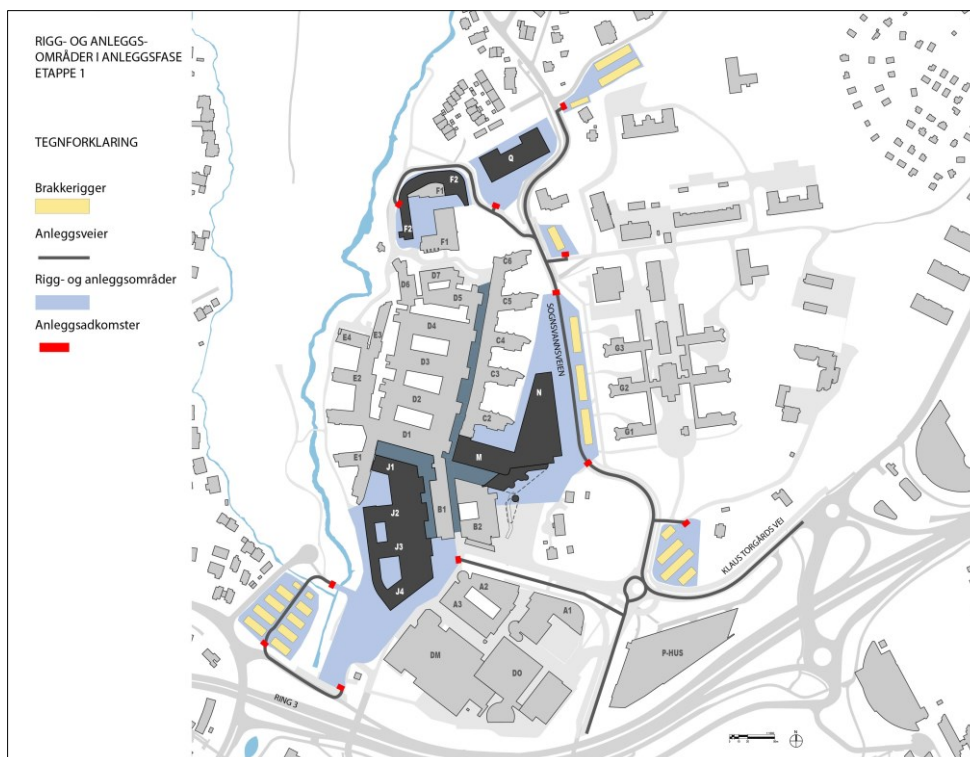 RIGG- OG ANLEGGS-
OMRÅDER I ANLEGGSFASE
ETAPPE 1
TEGNFORKLARING
Brakkerigger
Anleggsveier
Rigg- og anleggsområder
Anleggsadkomster
Q
F2
F1
F2
F1
C6
D7
D6
D5
C5
SOGNSVANNSVEIEN
E4
E3
D4
C4
G3
D3
C3
E2
G2
N
D2
C2
G1
D1
M
E1
J1
J2
B1
B2
J3
J4
KLAUS TORGÅRDS VEI
A2
A3
A1
P-HUS
DM
DO
RING 3
N